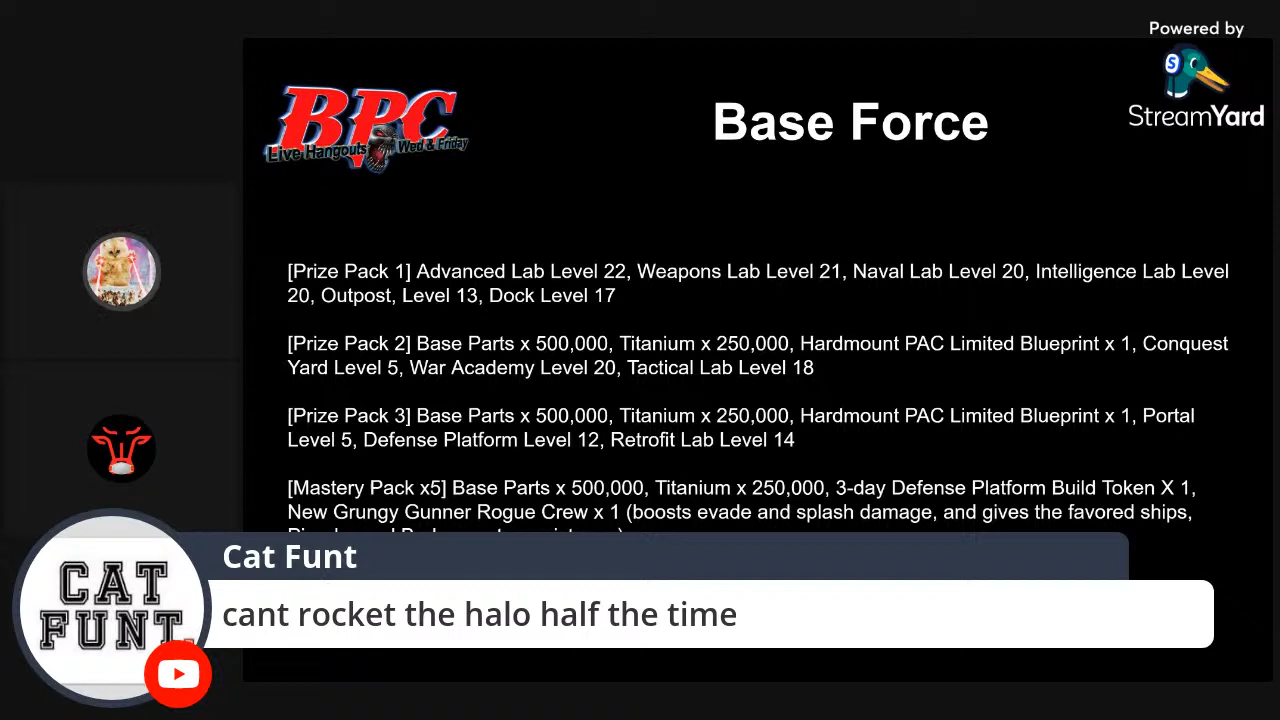 Powered by
S
StreamYard
BPC
Live Hangouts Wed & Friday
Base Force
[Prize Pack 1] Advanced Lab Level 22, Weapons Lab Level 21, Naval Lab Level 20, Intelligence Lab Level
20, Outpost, Level 13, Dock Level 17
[Prize Pack 2] Base Parts x 500,000, Titanium x 250,000, Hardmount PAC Limited Blueprint x 1, Conquest
Yard Level 5, War Academy Level 20, Tactical Lab Level 18
[Prize Pack 3] Base Parts x 500,000, Titanium x 250,000, Hardmount PAC Limited Blueprint x 1, Portal
Level 5, Defense Platform Level 12, Retrofit Lab Level 14
[Mastery Pack x5] Base Parts x 500,000, Titanium x 250,000, 3-day Defense Platform Build Token X 1,
New Grungy Gunner Rogue Crew x 1 (boosts evade and splash damage, and gives the favored ships,
CAT
FUNT
Cat Funt
cant rocket the halo half the time